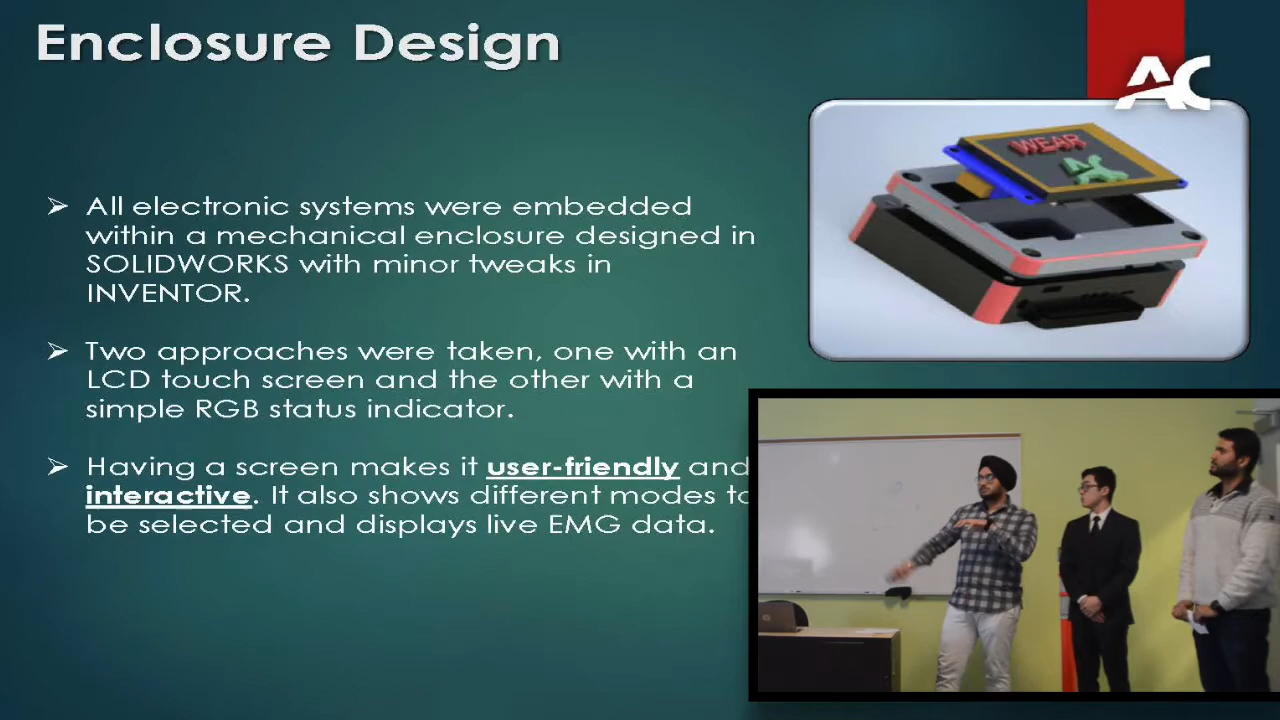 Enclosure Design
AC
WEAR
AC
➢ All electronic systems were embedded
within a mechanical enclosure designed in
SOLIDWORKS with minor tweaks in
INVENTOR.
➢ Two approaches were taken, one with an
LCD touch screen and the other with a
simple RGB status indicator.
➢ Having a screen makes it user-friendly and
interactive. It also shows different modes to
be selected and displays live EMG data.